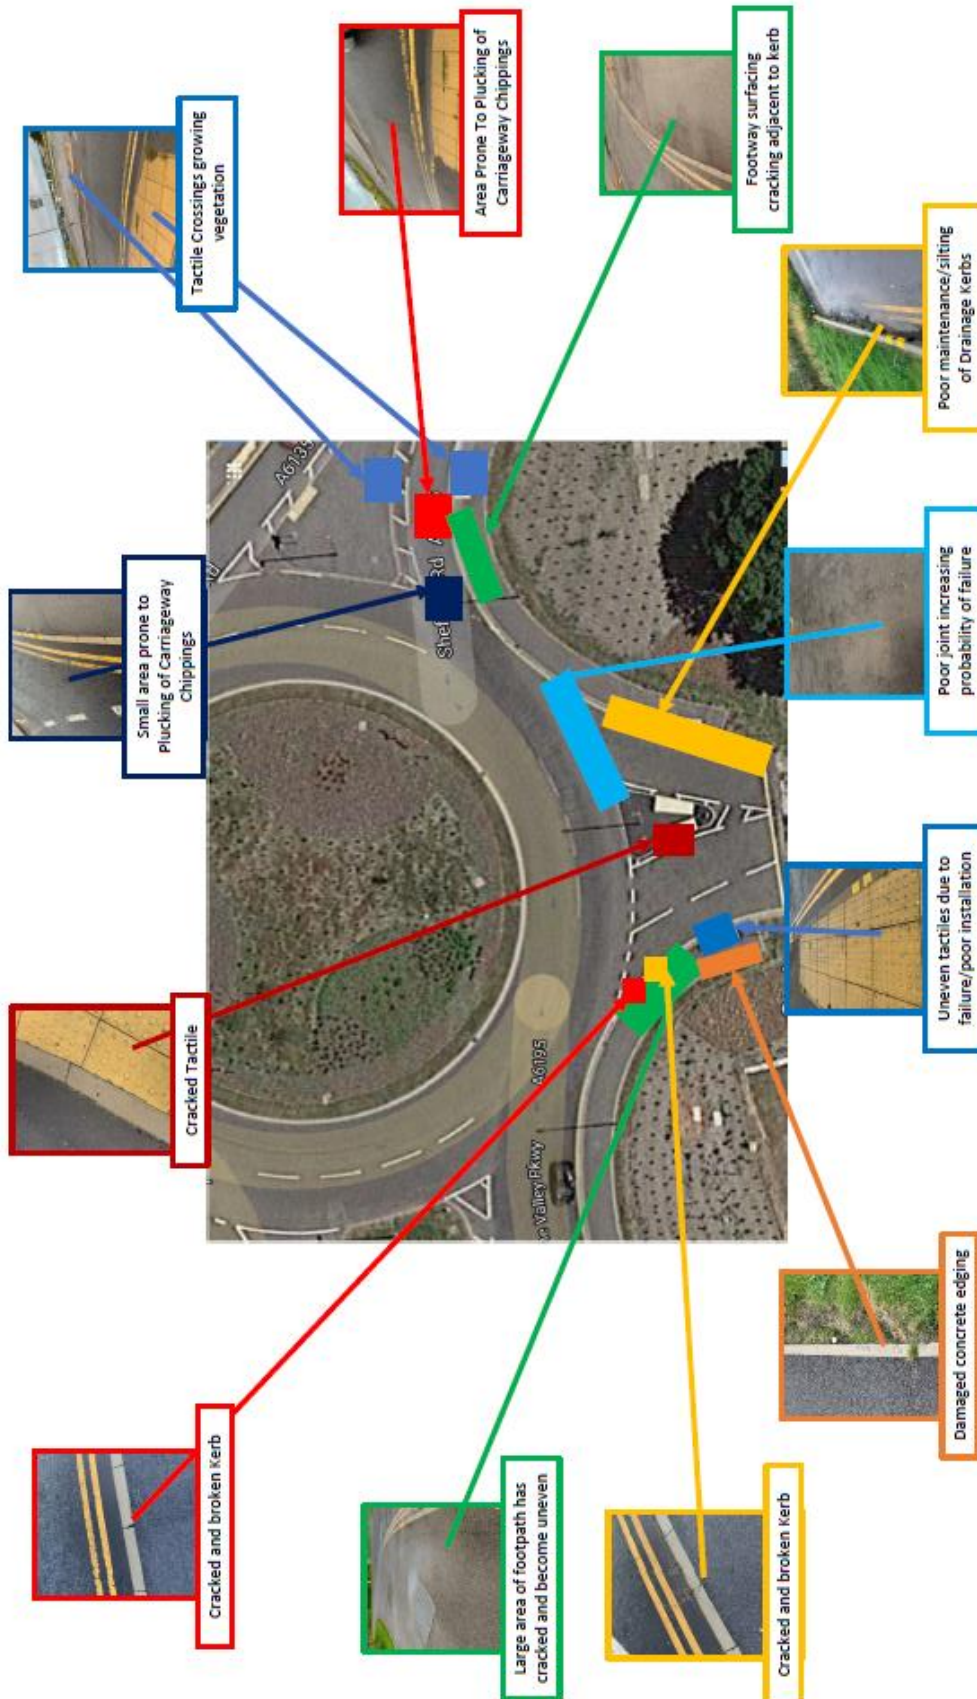 Cracked and broken Kerb
Cracked Tactile
Small area prone to
Plucking of Carriageway
Chippings
Tactile Crossings growing
vegetation
Area Prone To Plucking of
Carriageway Chippings
Footway surfacing
cracking adjacent to kerb
Large area of footpath has
cracked and become uneven
Cracked and broken Kerb
Damaged concrete edging
Uneven tactiles due to
failure/poor installation
Poor joint increasing
probability of failure
Poor maintenance/silting
of Drainage Kerbs
A6135
Rd
A6195
Valley Pkwy